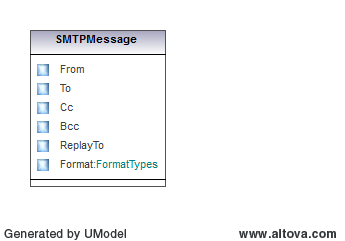 SMTPMessage
From
To
Cc
Bcc
ReplayTo
Format:FormatTypes
Generated by UModel
www.altova.com